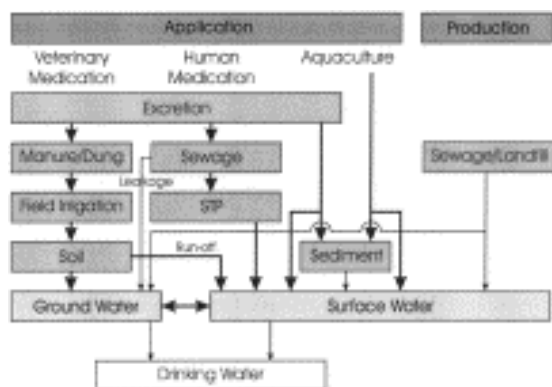 Application
Production
Veterinary
Medication
Human
Medication
Aquaculture
Excretion
Manure/Dung
Sewage
Sewage/Landfill
Leakage
Field Irrigation
STP
Soil
Run-off
Sediment
Ground Water
Surface Water
Drinking Water